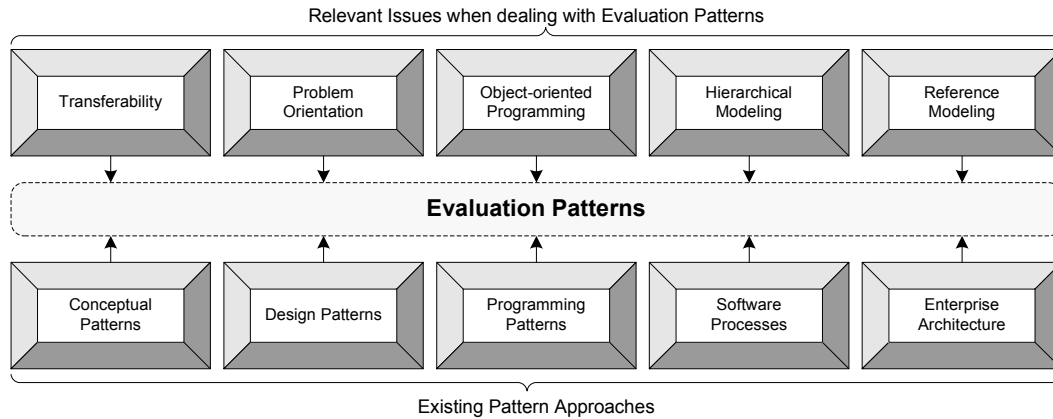 Relevant Issues when dealing with Evaluation Patterns
Transferability
Problem
Orientation
Object-oriented
Programming
Hierarchical
Modeling
Reference
Modeling
Evaluation Patterns
Conceptual
Patterns
Design Patterns
Programming
Patterns
Software
Processes
Enterprise
Architecture
Existing Pattern Approaches